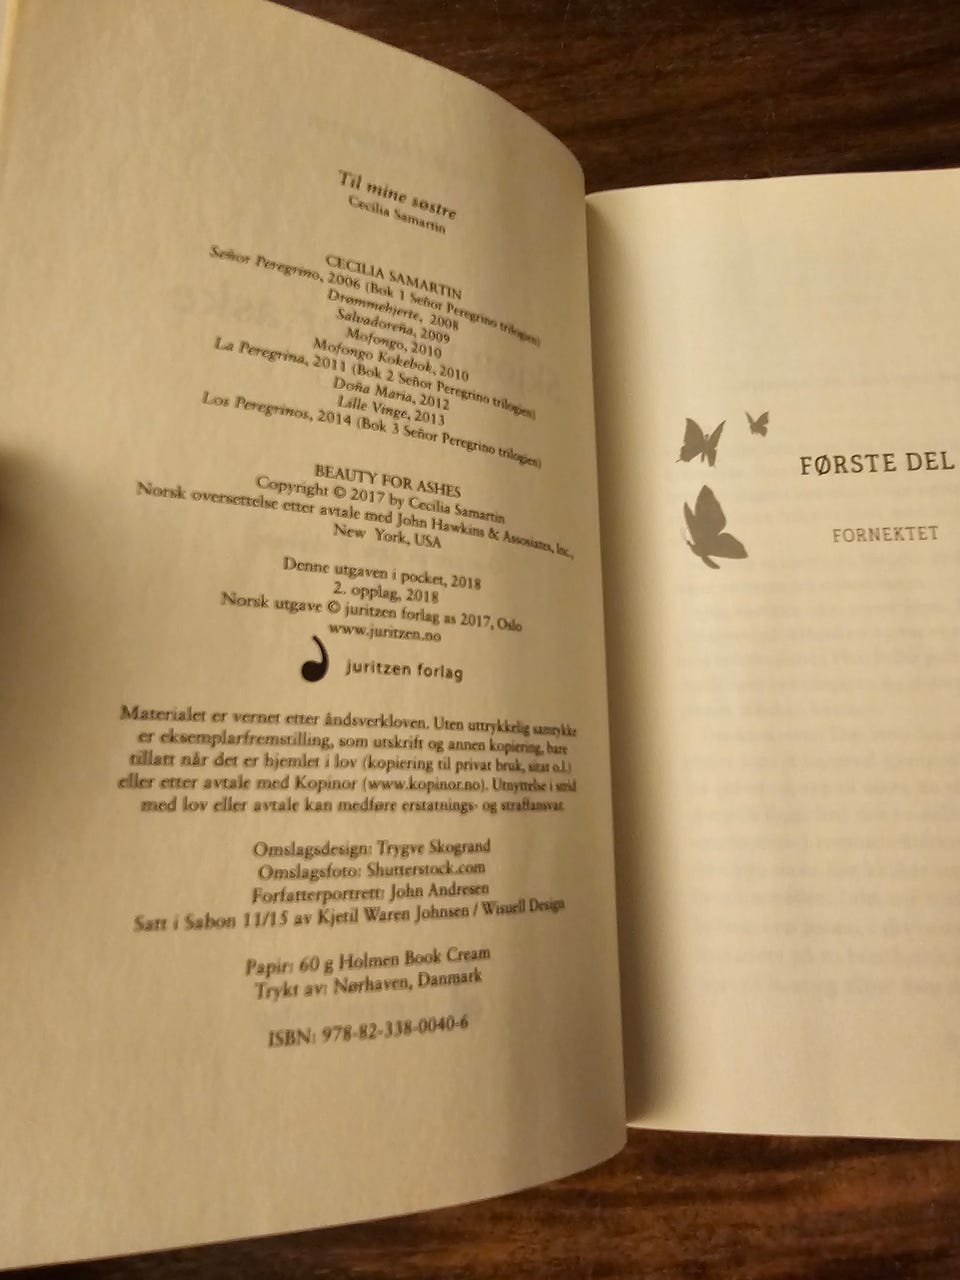 Til mine søstre
Cecilia Samartin
CECILIA SAMARTIN
Señor Peregrino, 2006 (Bok 1 Señor Peregrino trilogien)
Drømmehjerte, 2008
Salvadoreña, 2009
Mofongo, 2010
Mofongo Kokebok, 2010
La Peregrina, 2011 (Bok 2 Señor Peregrino trilogien)
Doña Maria, 2012
Lille Vinge, 2013
Los Peregrinos, 2014 (Bok 3 Señor Peregrino trilogien)
BEAUTY FOR ASHES
Copyright © 2017 by Cecilia Samartin
Norsk oversettelse etter avtale med John Hawkins & Assosiates, Inc.,
New York, USA
Denne utgaven i pocket, 2018
2. opplag, 2018
Norsk utgave © juritzen forlag as 2017, Oslo
www.juritzen.no
juritzen forlag
Materialet er vernet etter åndsverkloven. Uten uttrykkelig samtykke
er eksemplarfremstilling, som utskrift og annen kopiering, bare
tillatt når det er hjemlet i lov (kopiering til privat bruk, sitat o.l.)
eller etter avtale med Kopinor (www.kopinor.no). Utnyttelse i strid
med lov eller avtale kan medføre erstatnings- og straffansvar.
Omslagsdesign: Trygve Skogrand
Omslagsfoto: Shutterstock.com
Forfatterportrett: John Andresen
Satt i Sabon 11/15 av Kjetil Waren Johnsen / Wisuell Design
Papir: 60 g Holmen Book Cream
Trykt av: Nørhaven, Danmark
ISBN: 978-82-338-0040-6
FØRSTE DEL
FORNEKTET